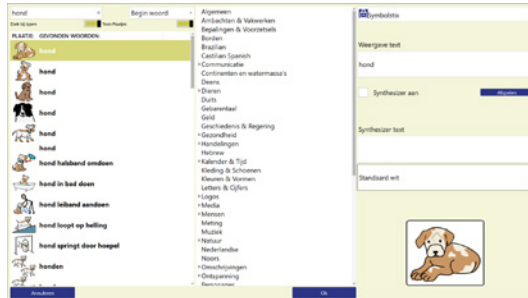 hond
Begin woord
Zoek bij typen
Toon Plaatjes
PLAATJE: GEVONDEN WOORDEN:
hond
hond
hond
hond
hond
hond halsband omdoen
hond in bad doen
hond leiband aandoen
hond loopt op helling
hond springt door hoepel
honden
honden
Annuleren
Algemeen
Ambachten & Vakwerken
Bepalingen & Voorzetsels
Borden
Brazilian
Castilian Spanish
Communicatie
Continenten en watermassa's
Deens
Dieren
Duits
Gebarentaal
Geld
Geschiedenis & Regering
Gezondheid
Handelingen
Hebrew
Kalender & Tijd
Kleding & Schoenen
Kleuren & Vormen
Letters & Cijfers
Logos
Media
Mensen
Meting
Muziek
Natuur
Nederlandse
Noors
Omschrijvingen
Ontspanning
Personages
Ok
Symbolstix
Weergave text
hond
Synthesizer aan
Afspelen
Synthesizer text
Standaard wit